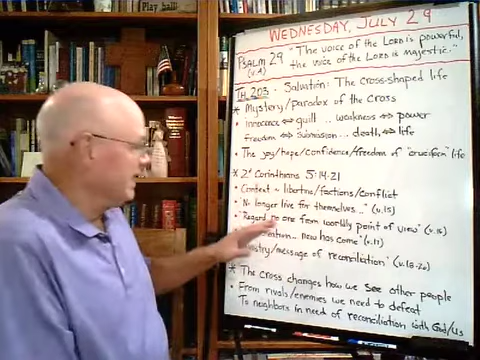 Play ball
WEDNESDAY, JULY 29
PSALM 29 "THE VOICE OF THE LORD IS POWERFUL,
(v.4) THE VOICE OF THE LORD IS MAJESTIC."
TH 203: SALVATION: THE CROSS-SHAPED LIFE
* MYSTERY/PARADOX OF THE CROSS
• INNOCENCE ⇔ GUILT... WEAKNESS ⇔ POWER
FREEDOM ⇔ SUBMISSION... DEATH ⇔ LIFE
• THE JOY/HOPE/CONFIDENCE/FREEDOM OF "CRUCIFORM" LIFE
* 2 CORINTHIANS 5:14-21
• CONTEXT ~ /FACTIONS/CONFLICT
• "NO LONGER LIVE FOR THEMSELVES..." (v.15)
• "REGARD NO ONE FROM WORLDLY POINT OF VIEW" (v.16)
... NOW HAS COME" (v.17)
/MESSAGE OF RECONCILIATION" (v.18-20)
* THE CROSS CHANGES HOW WE SEE OTHER PEOPLE
• FROM RIVALS/ENEMIES WE NEED TO DEFEAT
TO NEIGHBORS IN NEED OF RECONCILIATION WITH GOD/US